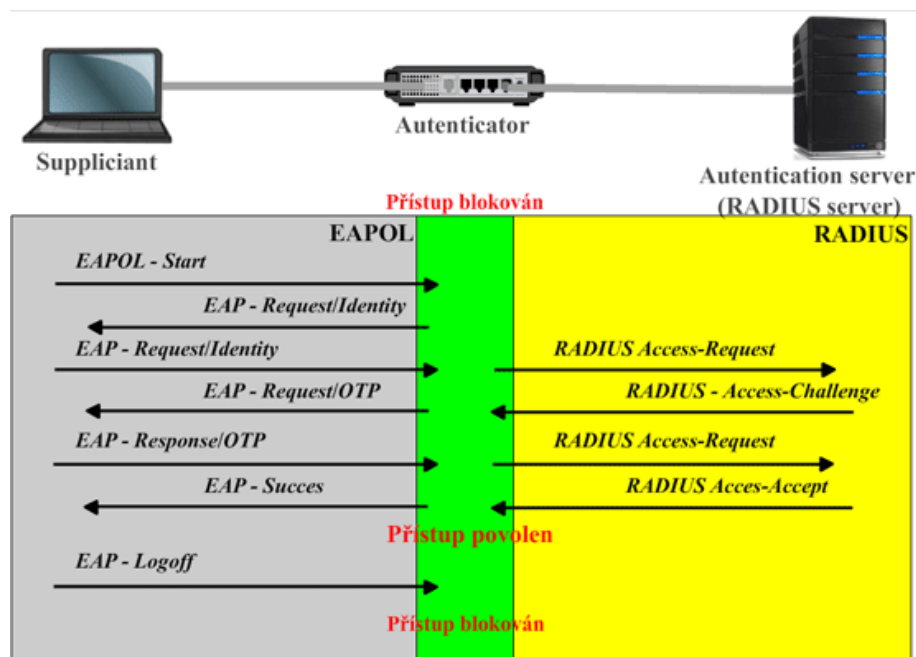 Suppliciant
Autenticator
Autentication server
(RADIUS server)
Přístup blokován
EAPOL
RADIUS
EAPOL - Start
EAP - Request/Identity
EAP - Request/Identity
RADIUS Access-Request
EAP - Request/OTP
RADIUS - Access-Challenge
EAP - Response/OTP
RADIUS Access-Request
EAP - Succes
RADIUS Acces-Accept
Přístup povolen
EAP - Logoff
Přístup blokován